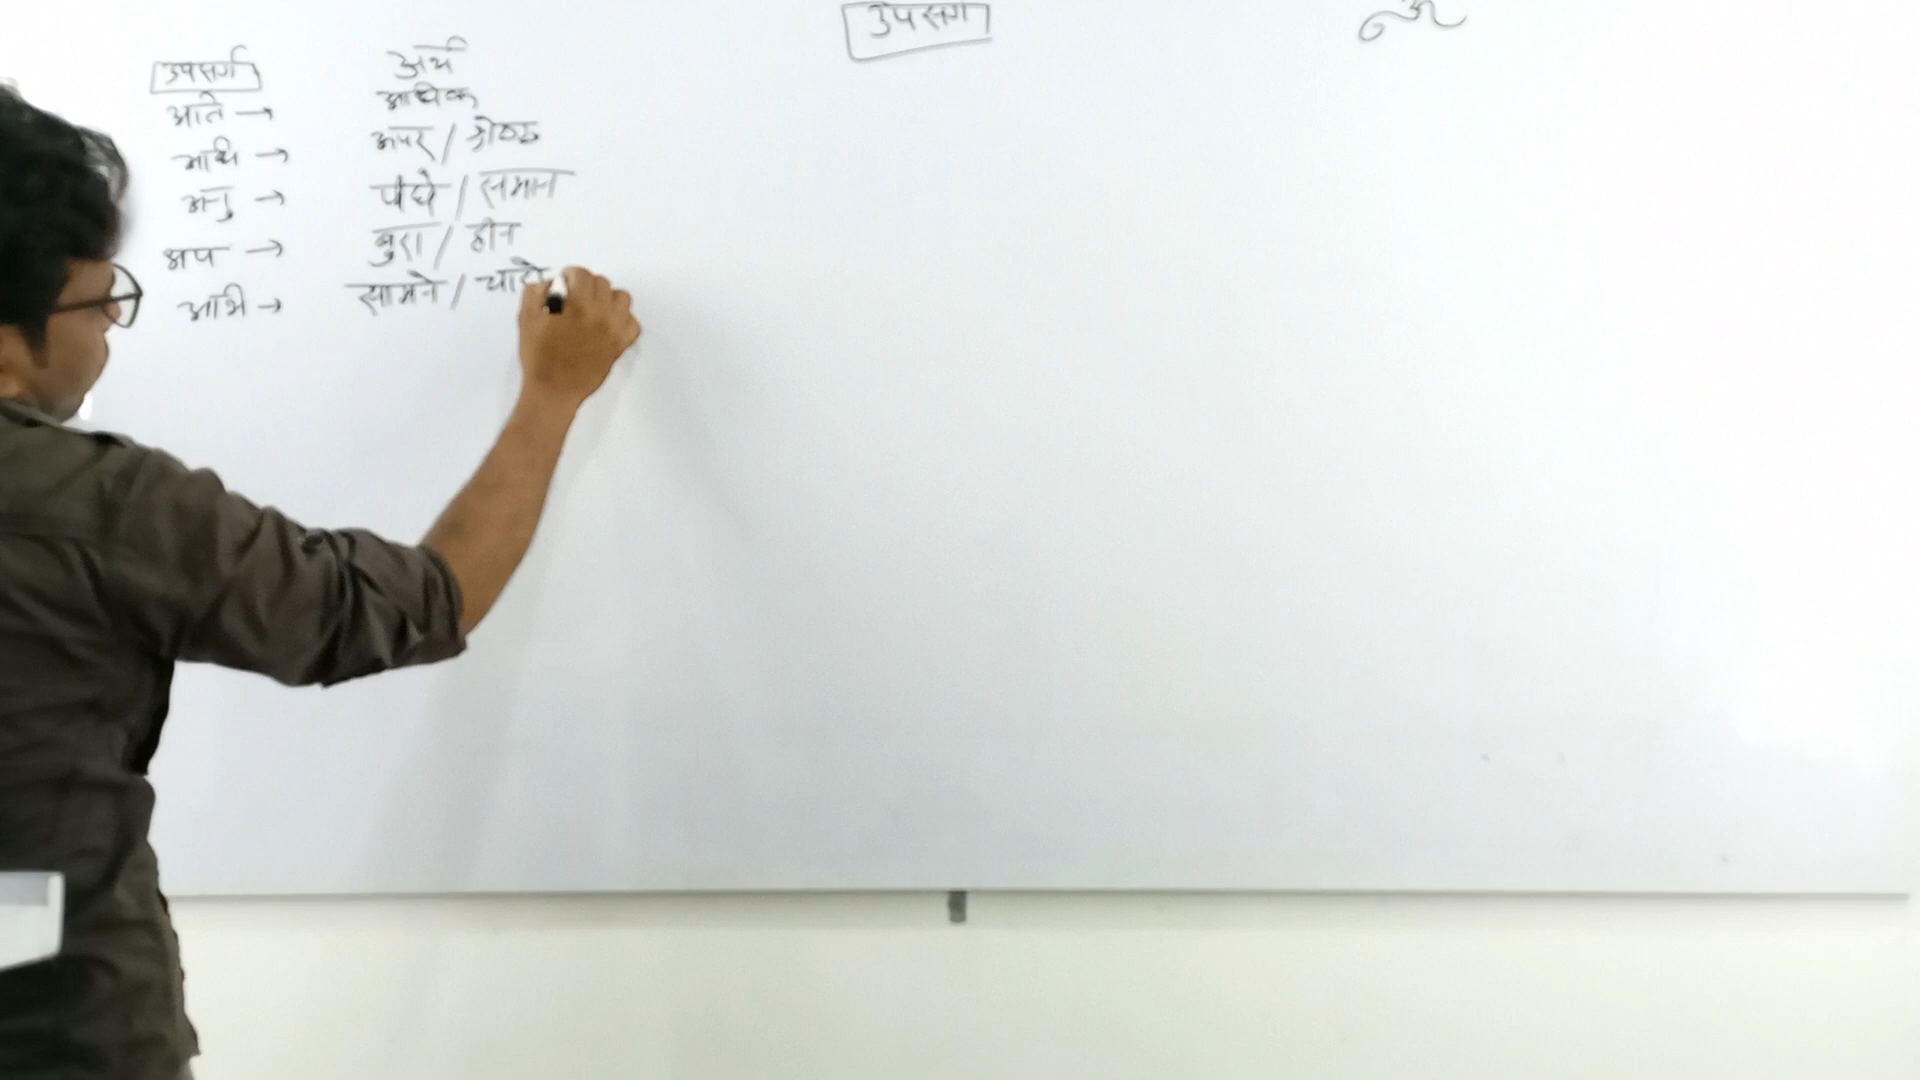 उपसर्ग
ॐ
उपसर्ग अर्थ
अति → अधिक
अधि → ऊपर / श्रेष्ठ
अनु → पीछे / समान
अप → बुरा / हीन
अभि → सामने / चारो